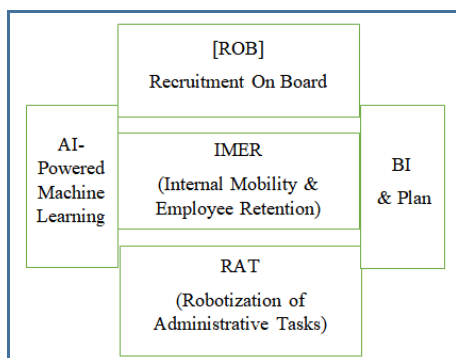 [ROB]
Recruitment On Board
AI-
Powered
Machine
Learning
IMER
(Internal Mobility &
Employee Retention)
BI
& Plan
RAT
(Robotization of
Administrative Tasks)